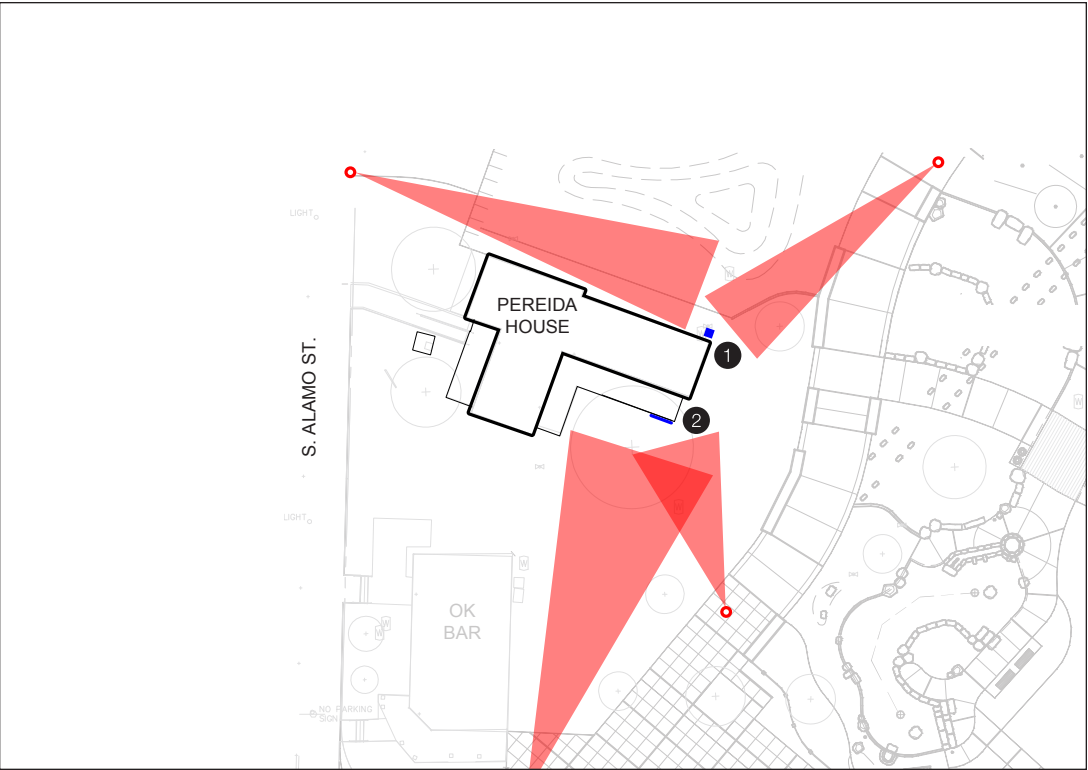 LIGHT
PEREIDA
HOUSE
W
1
S. ALAMO ST.
W
2
W
LIGHT
W
OK
BAR
W
W
NO PARKING
SIGN